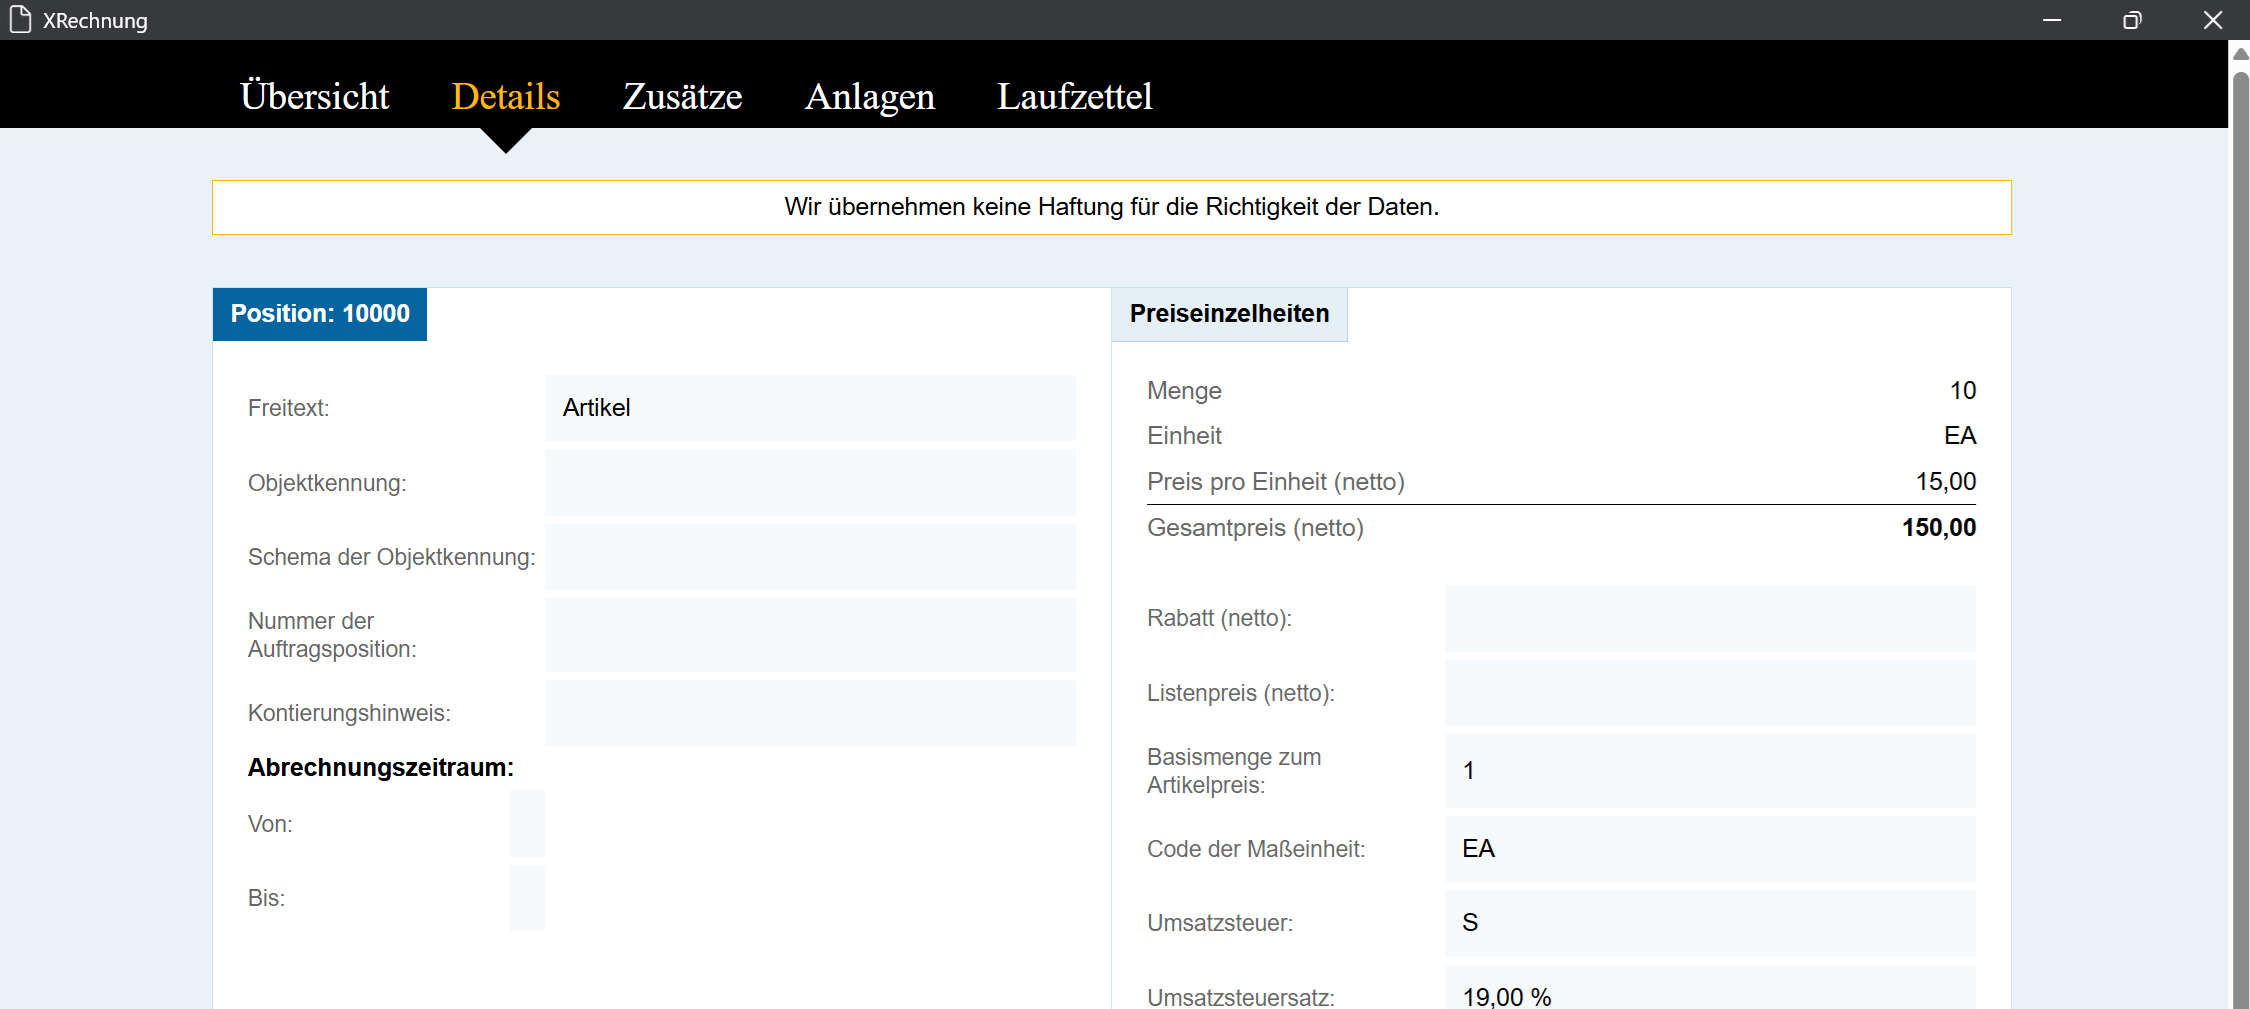 XRechnung
Übersicht Details Zusätze Anlagen Laufzettel
Wir übernehmen keine Haftung für die Richtigkeit der Daten.
Position: 10000
Freitext: Artikel
Objektkennung:
Schema der Objektkennung:
Nummer der
Auftragsposition:
Kontierungshinweis:
Abrechnungszeitraum:
Von:
Bis:
Preiseinzelheiten
Menge 10
Einheit EA
Preis pro Einheit (netto) 15,00
Gesamtpreis (netto) 150,00
Rabatt (netto):
Listenpreis (netto):
Basismenge zum
Artikelpreis: 1
Code der Maßeinheit: EA
Umsatzsteuer: S
Umsatzsteuersatz: 19,00 %